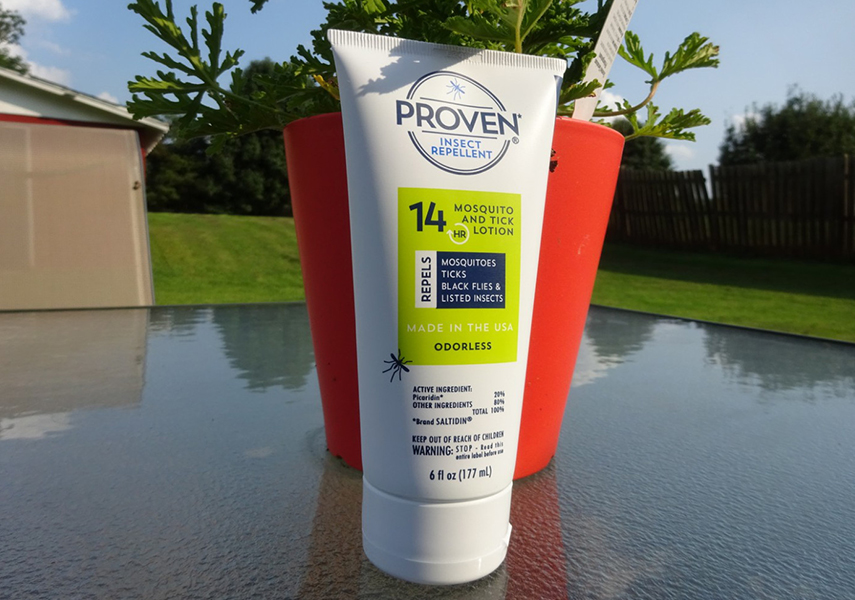 PROVEN®
INSECT
REPELLENT
14 HR
MOSQUITO
AND TICK
LOTION
REPELS
MOSQUITOES
TICKS
BLACK FLIES &
LISTED INSECTS
MADE IN THE USA
ODORLESS
ACTIVE INGREDIENT:
Picaridin* 20%
OTHER INGREDIENTS 80%
TOTAL 100%
*Brand SALTIDIN®
KEEP OUT OF REACH OF CHILDREN
WARNING: STOP - Read this
entire label before use
6 fl oz (177 mL)